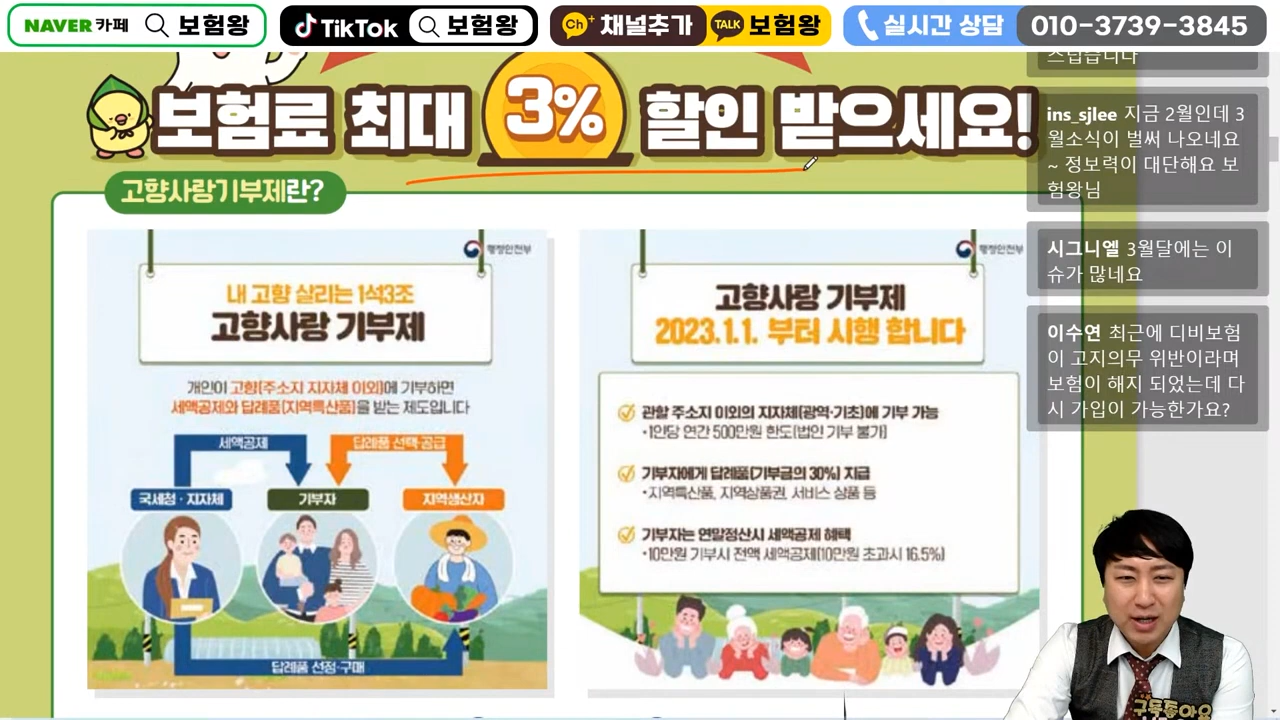 NAVER 카페 보험왕
TikTok 보험왕
Ch+ 채널추가 TALK 보험왕
실시간 상담 010-3739-3845
보험료 최대 3% 할인 받으세요!
고향사랑기부제란?
행정안전부
내 고향 살리는 1석3조
고향사랑 기부제
개인이 고향(주소지 지자체 이외)에 기부하면
세액공제와 답례품(지역특산품)을 받는 제도입니다
세액공제
답례품 선택·공급
국세청·지자체
기부자
지역생산자
답례품 선정·구매
행정안전부
고향사랑 기부제
2023.1.1. 부터 시행 합니다
관할 주소지 이외의 지자체(광역·기초)에 기부 가능
•1인당 연간 500만원 한도(법인 기부 불가)
기부자에게 답례품(기부금의 30%) 지급
•지역특산품, 지역상품권, 서비스 상품 등
기부자는 연말정산시 세액공제 혜택
•10만원 기부시 전액 세액공제(10만원 초과시 16.5%)
ins_sjlee 지금 2월인데 3
월소식이 벌써 나오네요
~ 정보력이 대단해요 보
험왕님
시그니엘 3월달에는 이
슈가 많네요
이수연 최근에 디비보험
이 고지의무 위반이라며
보험이 해지 되었는데 다
시 가입이 가능한가요?
구독좋아요